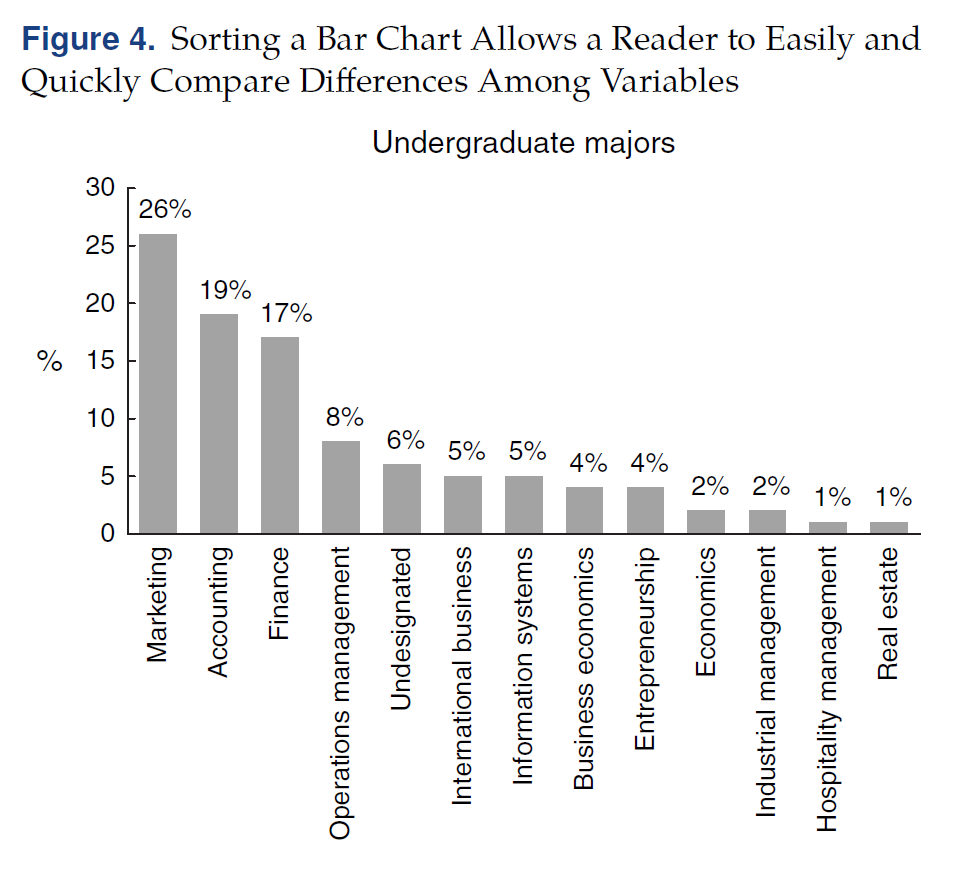 Figure 4. Sorting a Bar Chart Allows a Reader to Easily and
Quickly Compare Differences Among Variables
Undergraduate majors
%
30
25
20
15
10
5
0
26%
19%
17%
8%
6%
5%
5%
4%
4%
2%
2%
1%
1%
Marketing
Accounting
Finance
Operations management
Undesignated
International business
Information systems
Business economics
Entrepreneurship
Economics
Industrial management
Hospitality management
Real estate